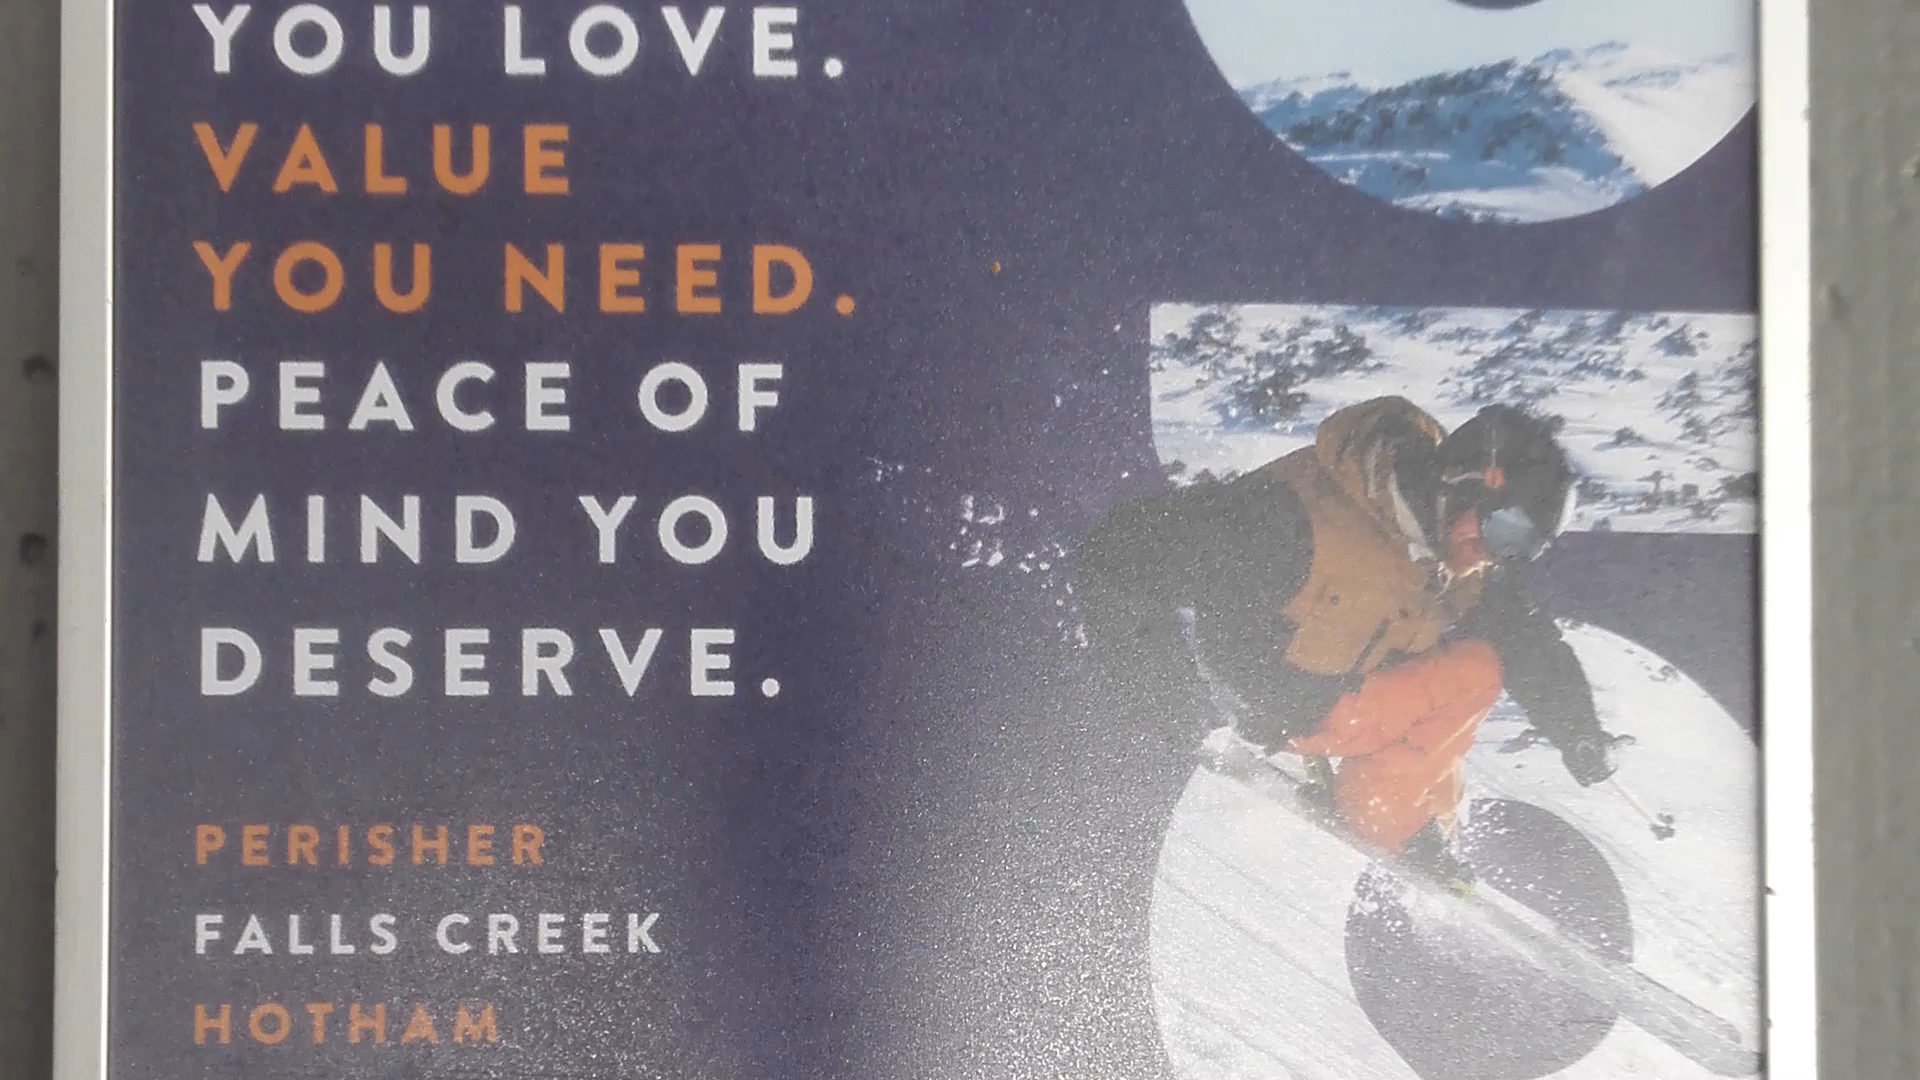 YOU LOVE.
VALUE
YOU NEED.
PEACE OF
MIND YOU
DESERVE.
PERISHER
FALLS CREEK
HOTHAM